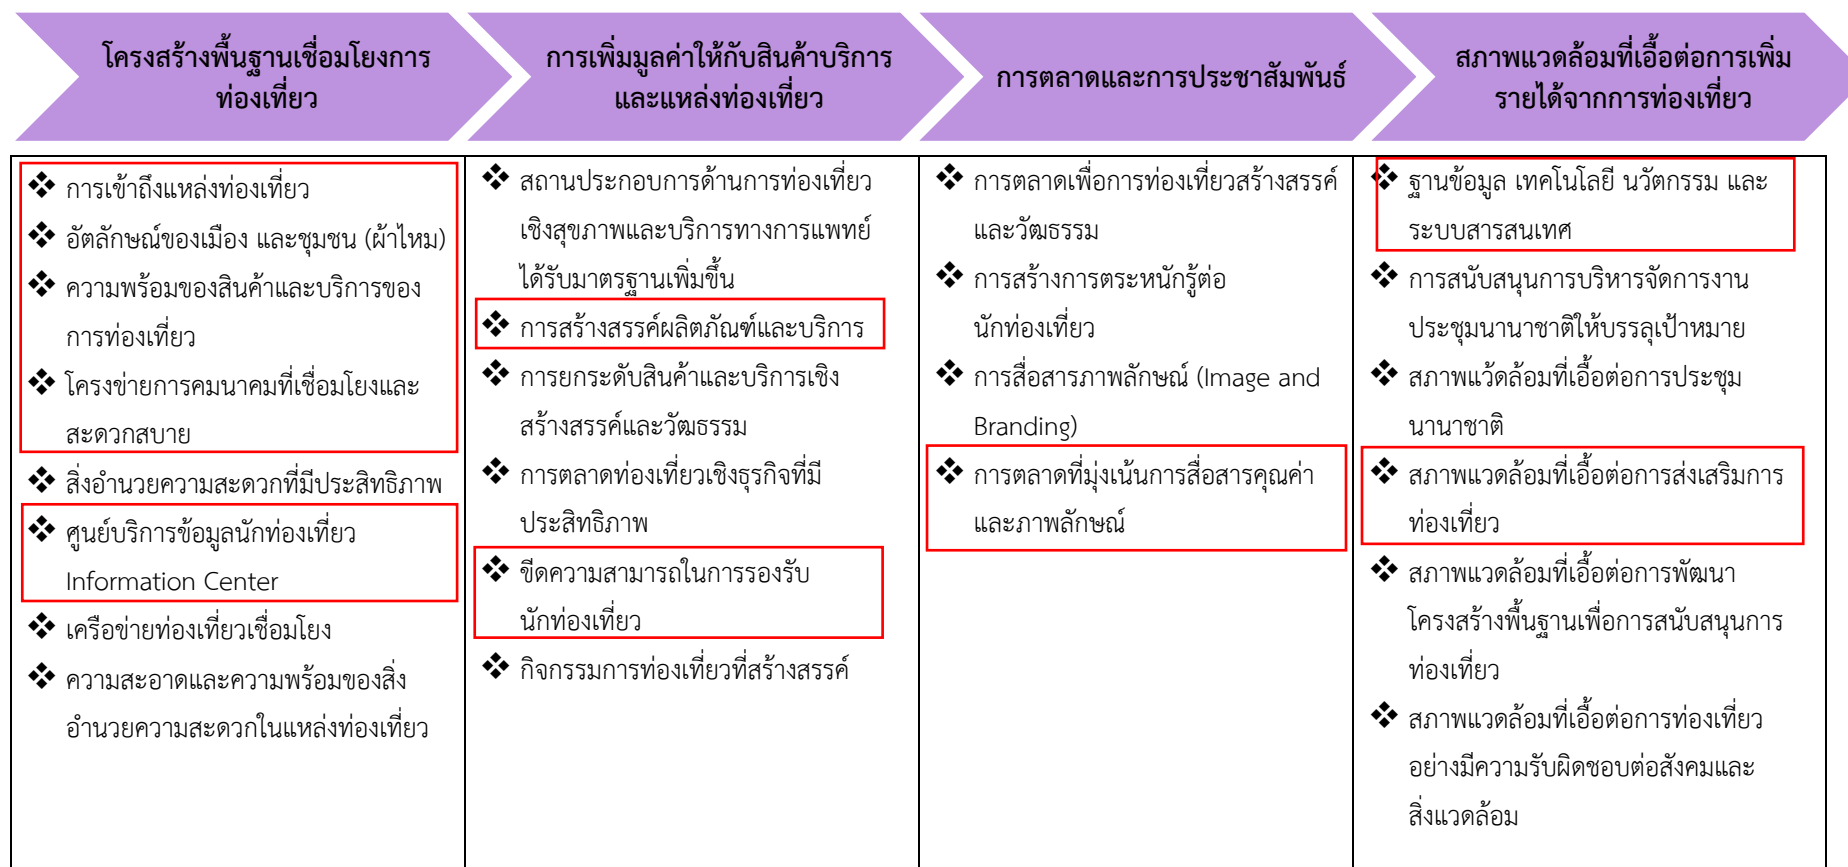 โครงสร้างพื้นฐานเชื่อมโยงการ
ท่องเที่ยว
การเพิ่มมูลค่าให้กับสินค้าบริการ
และแหล่งท่องเที่ยว
การตลาดและการประชาสัมพันธ์
สภาพแวดล้อมที่เอื้อต่อการเพิ่ม
รายได้จากการท่องเที่ยว
❖ การเข้าถึงแหล่งท่องเที่ยว
❖ อัตลักษณ์ของเมือง และชุมชน (ผ้าไหม)
❖ ความพร้อมของสินค้าและบริการของ
การท่องเที่ยว
❖ โครงข่ายการคมนาคมที่เชื่อมโยงและ
สะดวกสบาย
❖ สิ่งอำนวยความสะดวกที่มีประสิทธิภาพ
❖ ศูนย์บริการข้อมูลนักท่องเที่ยว
Information Center
❖ เครือข่ายท่องเที่ยวเชื่อมโยง
❖ ความสะอาดและความพร้อมของสิ่ง
อำนวยความสะดวกในแหล่งท่องเที่ยว
❖ สถานประกอบการด้านการท่องเที่ยว
เชิงสุขภาพและบริการทางการแพทย์
ได้รับมาตรฐานเพิ่มขึ้น
❖ การสร้างสรรค์ผลิตภัณฑ์และบริการ
❖ การยกระดับสินค้าและบริการเชิง
สร้างสรรค์และวัฒธรรม
❖ การตลาดท่องเที่ยวเชิงธุรกิจที่มี
ประสิทธิภาพ
❖ ขีดความสามารถในการรองรับ
นักท่องเที่ยว
❖ กิจกรรมการท่องเที่ยวที่สร้างสรรค์
❖ การตลาดเพื่อการท่องเที่ยวสร้างสรรค์
และวัฒธรรม
❖ การสร้างการตระหนักรู้ต่อ
นักท่องเที่ยว
❖ การสื่อสารภาพลักษณ์ (Image and
Branding)
❖ การตลาดที่มุ่งเน้นการสื่อสารคุณค่า
และภาพลักษณ์
❖ ฐานข้อมูล เทคโนโลยี นวัตกรรม และ
ระบบสารสนเทศ
❖ การสนับสนุนการบริหารจัดการงาน
ประชุมนานาชาติให้บรรลุเป้าหมาย
❖ สภาพแว้ดล้อมที่เอื้อต่อการประชุม
นานาชาติ
❖ สภาพแวดล้อมที่เอื้อต่อการส่งเสริมการ
ท่องเที่ยว
❖ สภาพแวดล้อมที่เอื้อต่อการพัฒนา
โครงสร้างพื้นฐานเพื่อการสนับสนุนการ
ท่องเที่ยว
❖ สภาพแวดล้อมที่เอื้อต่อการท่องเที่ยว
อย่างมีความรับผิดชอบต่อสังคมและ
สิ่งแวดล้อม